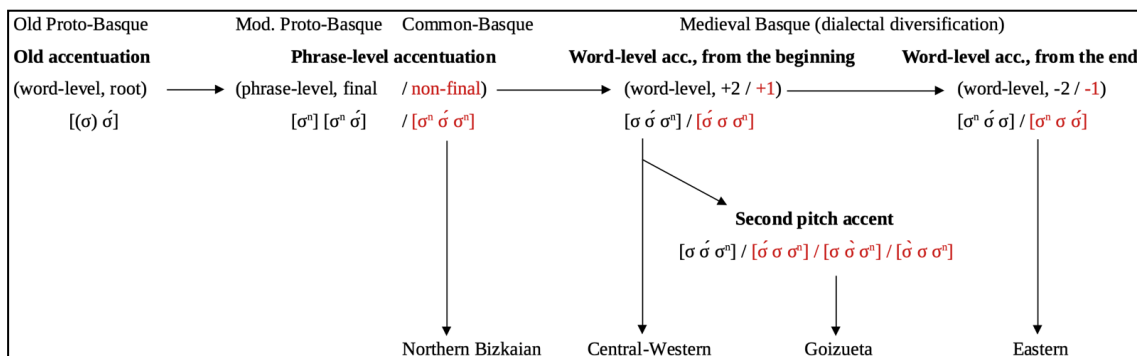 Old Proto-Basque Mod. Proto-Basque Common-Basque Medieval Basque (dialectal diversification)
Old accentuation Phrase-level accentuation Word-level acc., from the beginning Word-level acc., from the end
(word-level, root) (phrase-level, final / non-final) (word-level, +2 / +1) (word-level, -2 / -1)
[(σ) σ́] [σⁿ] [σⁿ σ́] / [σⁿ σ́ σⁿ] [σ σ́ σⁿ] / [σ́ σ σⁿ] [σⁿ σ́ σ] / [σⁿ σ σ́]
Second pitch accent
[σ σ́ σⁿ] / [σ́ σ σⁿ] / [σ σ̀ σⁿ] / [σ̀ σ σⁿ]
Northern Bizkaian Central-Western Goizueta Eastern